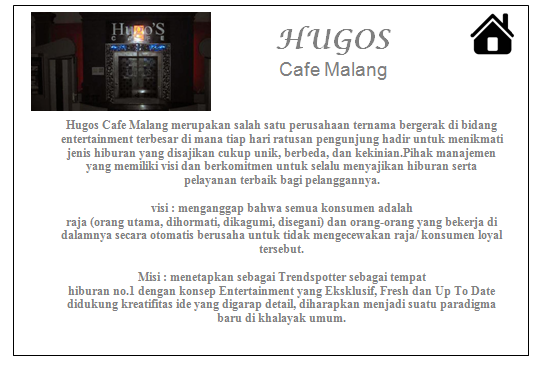 Hugo'S
CAFE
HUGOS
Cafe Malang
Hugos Cafe Malang merupakan salah satu perusahaan ternama bergerak di bidang
entertainment terbesar di mana tiap hari ratusan pengunjung hadir untuk menikmati
jenis hiburan yang disajikan cukup unik, berbeda, dan kekinian.Pihak manajemen
yang memiliki visi dan berkomitmen untuk selalu menyajikan hiburan serta
pelayanan terbaik bagi pelanggannya.
visi : menganggap bahwa semua konsumen adalah
raja (orang utama, dihormati, dikagumi, disegani) dan orang-orang yang bekerja di
dalamnya secara otomatis berusaha untuk tidak mengecewakan raja/ konsumen loyal
tersebut.
Misi : menetapkan sebagai Trendspotter sebagai tempat
hiburan no.1 dengan konsep Entertainment yang Eksklusif, Fresh dan Up To Date
didukung kreatifitas ide yang digarap detail, diharapkan menjadi suatu paradigma
baru di khalayak umum.